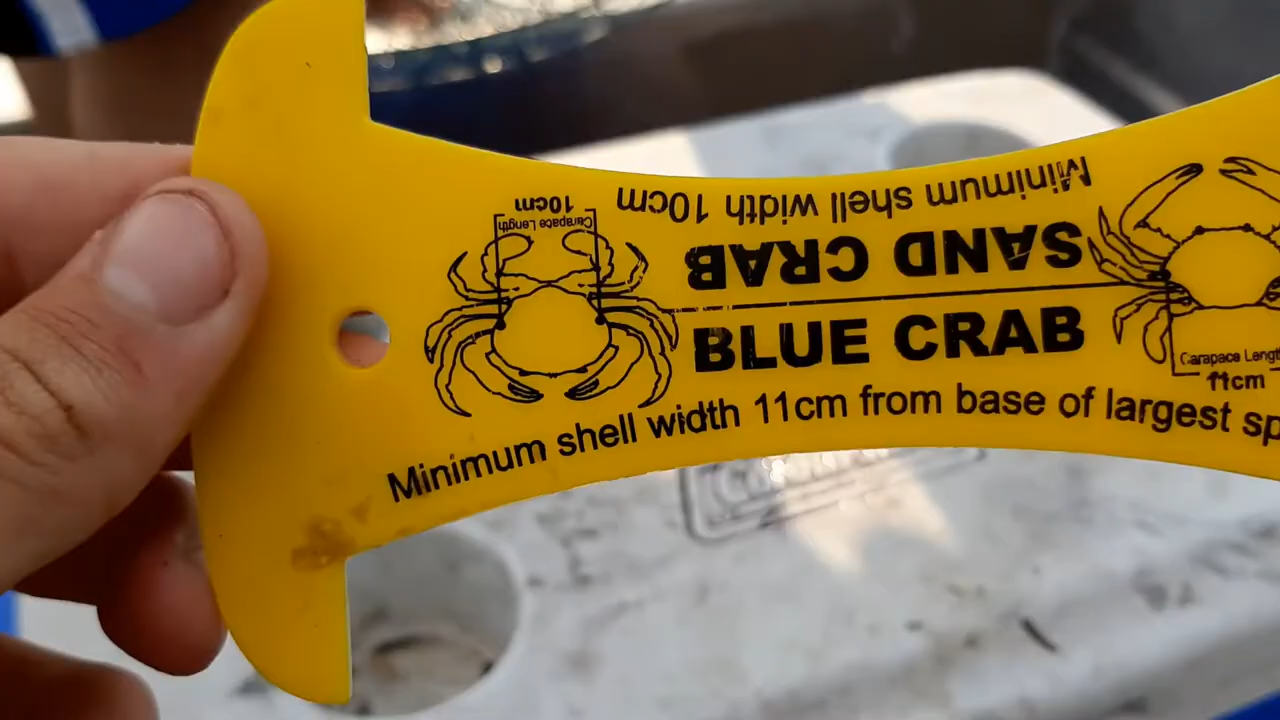 Minimum shell width 10cm
SAND CRAB
Carapace Length
10cm
BLUE CRAB
Minimum shell width 11cm from base of largest
Carapace Length
11cm